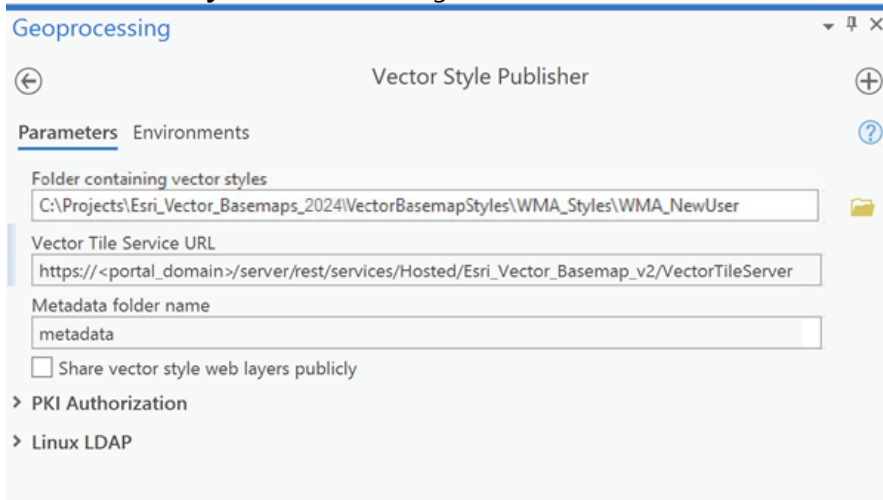 Geoprocessing
Vector Style Publisher
Parameters Environments
Folder containing vector styles
C:\Projects\Esri_Vector_Basemaps_2024\VectorBasemapStyles\WMA_Styles\WMA_NewUser
Vector Tile Service URL
https://<portal_domain>/server/rest/services/Hosted/Esri_Vector_Basemap_v2/VectorTileServer
Metadata folder name
metadata
Share vector style web layers publicly
PKI Authorization
Linux LDAP